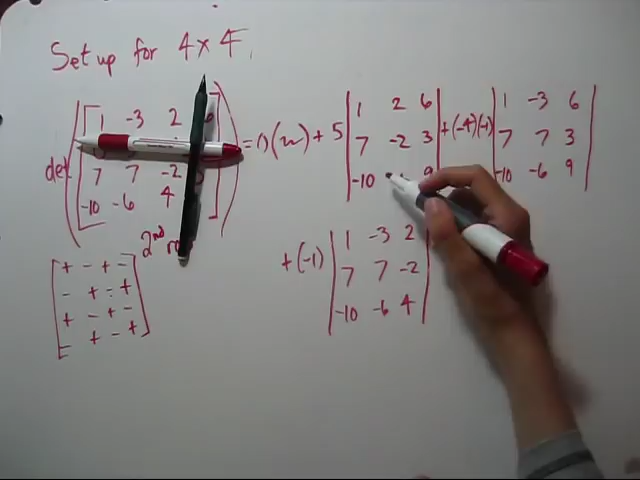 Set up for 4 x 4
det [ 1 -3 2 = 0( ) + 5 | 1 2 6 | + (-4)(-1) | 1 -3 6 |
| 7 -2 3 | | 7 7 3 |
7 7 -2 | -10 9 | | -10 -6 9 |
-10 -6 4 ]
2nd
[ + - + -
- + - +
+ - + -
- + - + ]
+ (-1) | 1 -3 2 |
| 7 7 -2 |
| -10 -6 4 |